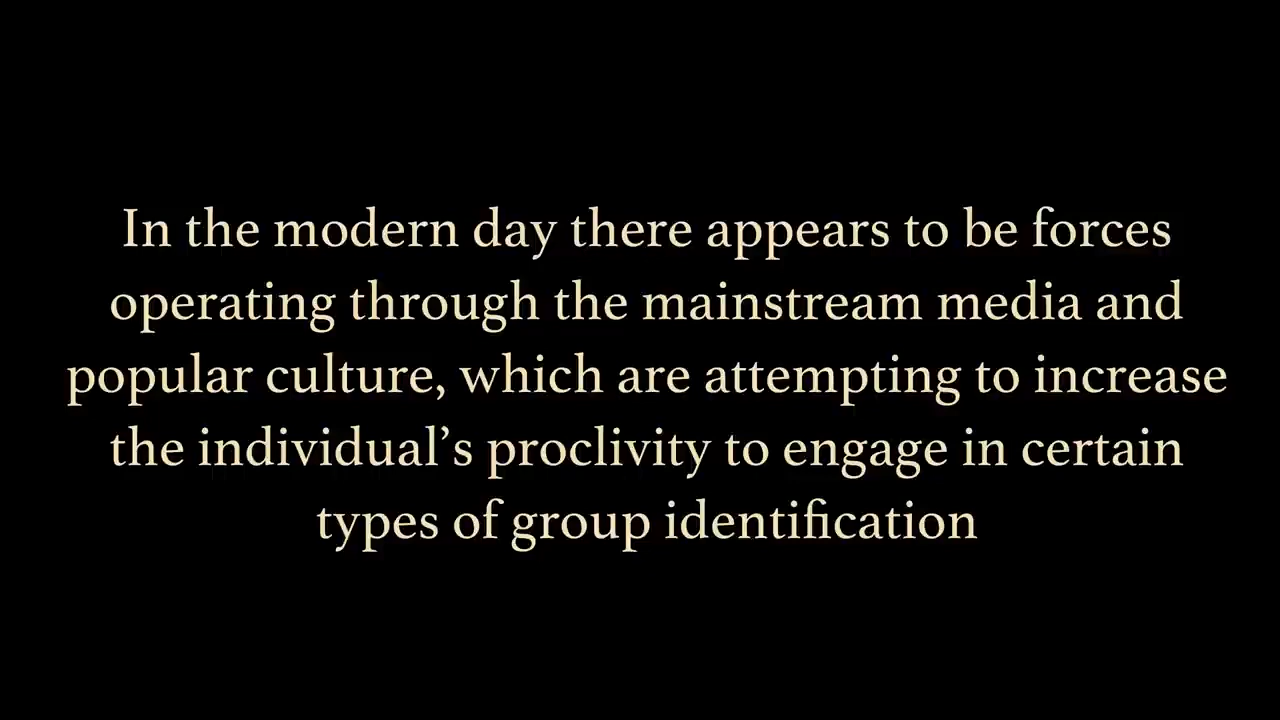 In the modern day there appears to be forces
operating through the mainstream media and
popular culture, which are attempting to increase
the individual’s proclivity to engage in certain
types of group identification